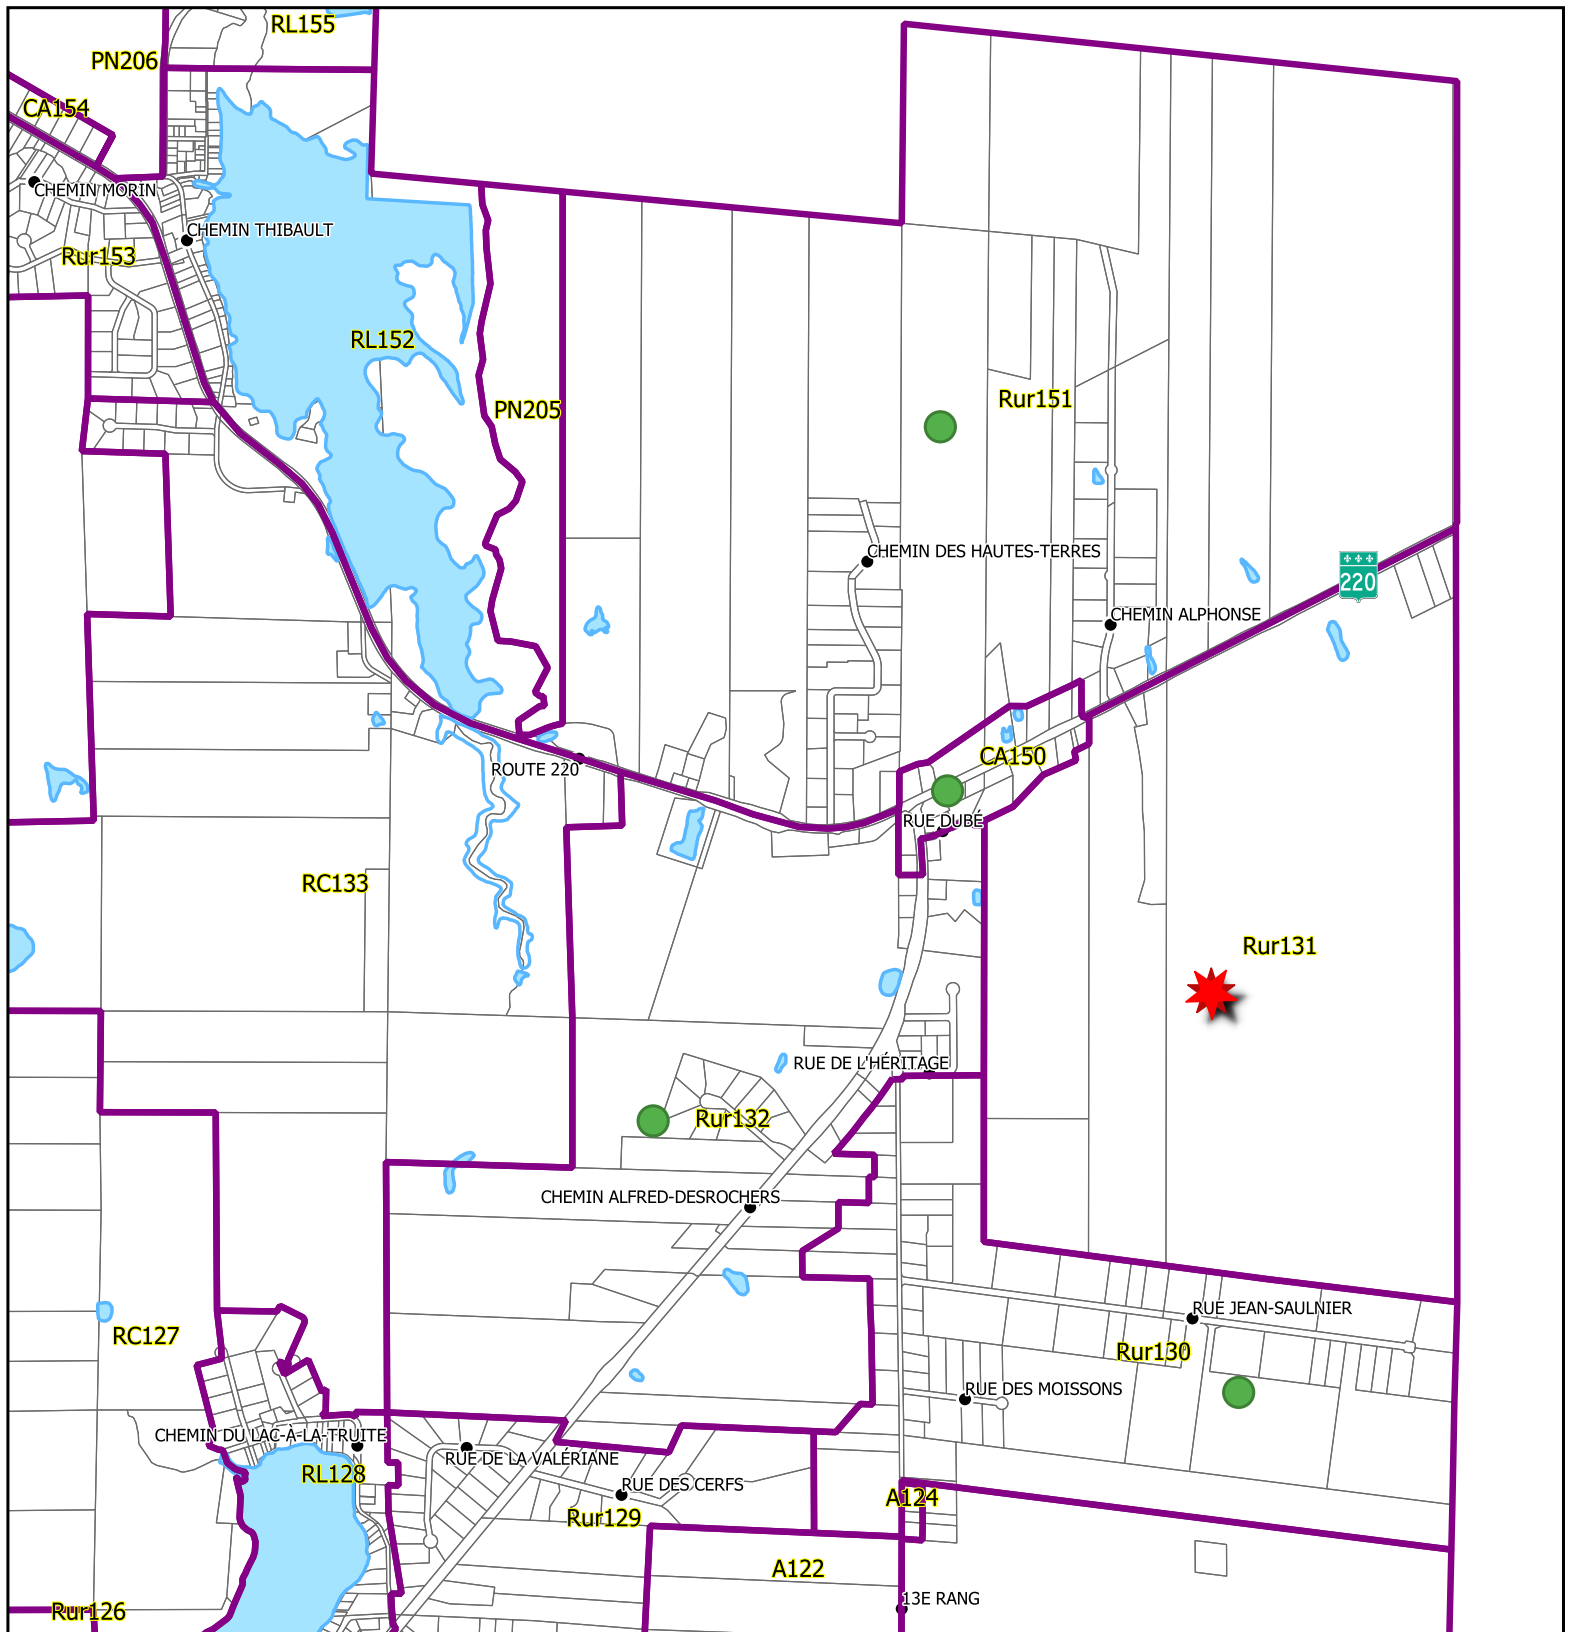 RL155
PN206
CA154
CHEMIN MORIN
CHEMIN THIBAULT
Rur153
RL152
PN205
Rur151
CHEMIN DES HAUTES-TERRES
220
CHEMIN ALPHONSE
CA150
ROUTE 220
RUE DUBÉ
RC133
Rur131
RUE DE L'HÉRITAGE
Rur132
CHEMIN ALFRED-DESROCHERS
RUE JEAN-SAULNIER
RC127
Rur130
RUE DES MOISSONS
CHEMIN DU LAC-À-LA-TRUITE
RUE DE LA VALÉRIANE
RL128
RUE DES CERFS
A124
Rur129
A122
13E RANG
Rur126